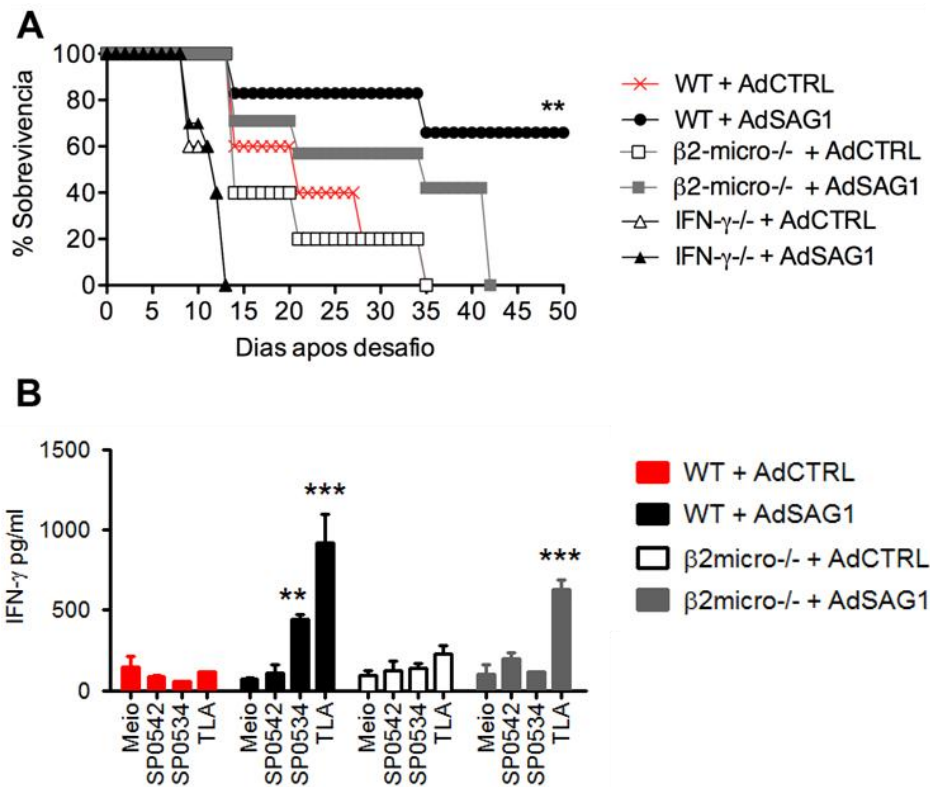 A
100
80
60
40
20
0
% Sobrevivencia
**
0 5 10 15 20 25 30 35 40 45 50
Dias apos desafio
WT + AdCTRL
WT + AdSAG1
β2-micro-/- + AdCTRL
β2-micro-/- + AdSAG1
IFN-γ-/- + AdCTRL
IFN-γ-/- + AdSAG1
B
1500
1000
500
0
IFN-γ pg/ml
**
***
***
Meio SP0542 SP0534 TLA
Meio SP0542 SP0534 TLA
Meio SP0542 SP0534 TLA
Meio SP0542 SP0534 TLA
WT + AdCTRL
WT + AdSAG1
β2micro-/- + AdCTRL
β2micro-/- + AdSAG1